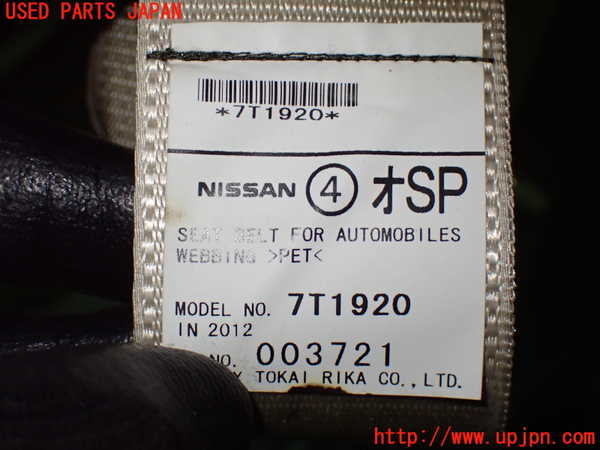 USED PARTS JAPAN
*7T1920*
NISSAN ④ オSP
SEAT BELT FOR AUTOMOBILES
WEBBING >PET<
MODEL NO. 7T1920
IN 2012
NO. 003721
TOKAI RIKA CO.,LTD.
http://www.upjpn.com/